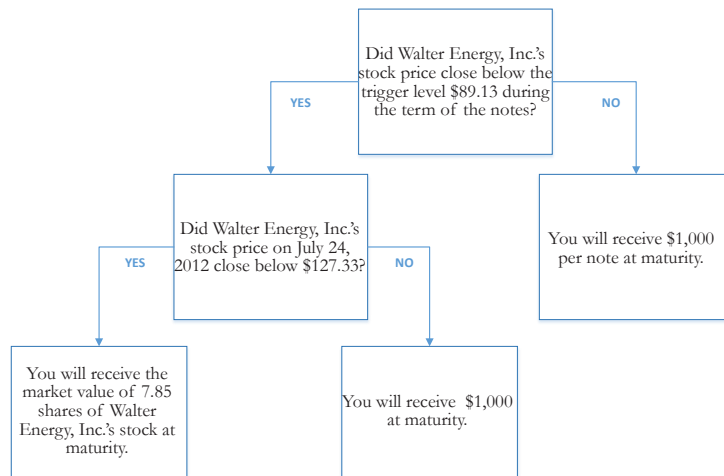 Did Walter Energy, Inc.'s
stock price close below the
trigger level $89.13 during
the term of the notes?
YES
NO
Did Walter Energy, Inc.'s
stock price on July 24,
2012 close below $127.33?
You will receive $1,000
per note at maturity.
YES
NO
You will receive the
market value of 7.85
shares of Walter
Energy, Inc.'s stock at
maturity.
You will receive $1,000
at maturity.